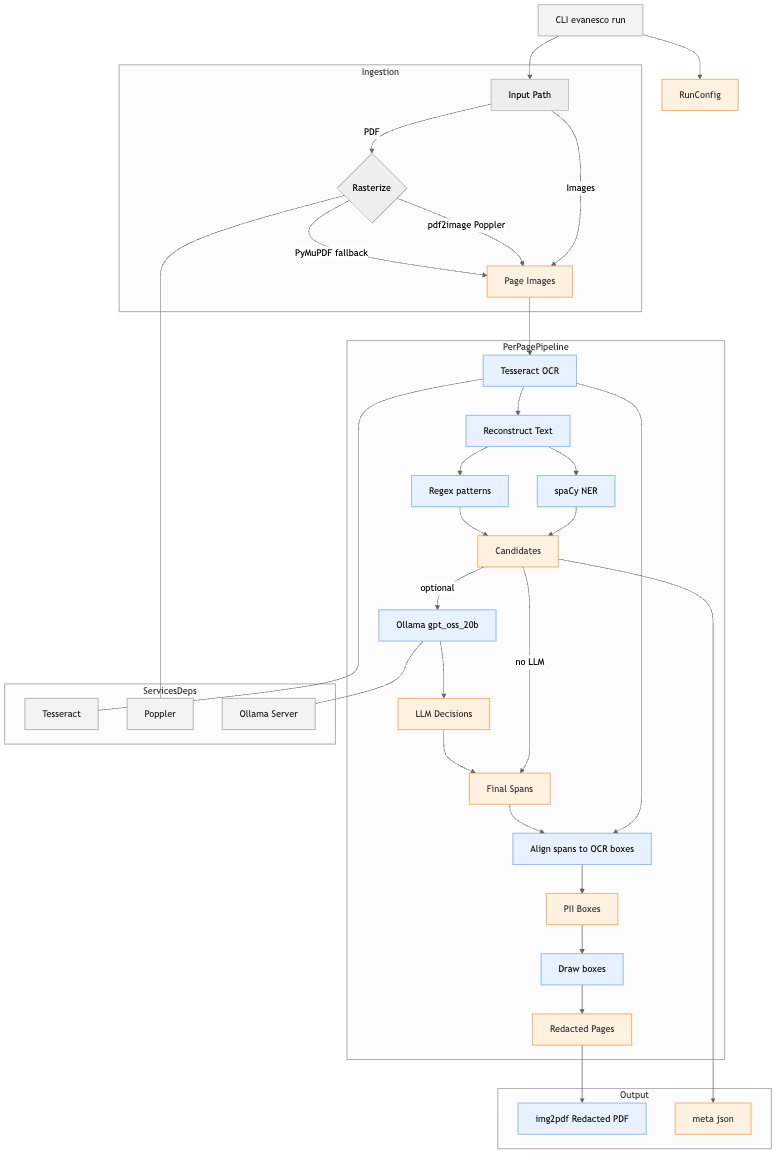 CLI evanesco run
Ingestion
Input Path
RunConfig
PDF
Rasterize
Images
pdf2image Poppler
PyMuPDF fallback
Page Images
PerPagePipeline
Tesseract OCR
Reconstruct Text
Regex patterns
spaCy NER
Candidates
optional
Ollama gpt_oss_20b
no LLM
ServicesDeps
Tesseract
Poppler
Ollama Server
LLM Decisions
Final Spans
Align spans to OCR boxes
PII Boxes
Draw boxes
Redacted Pages
Output
img2pdf Redacted PDF
meta json